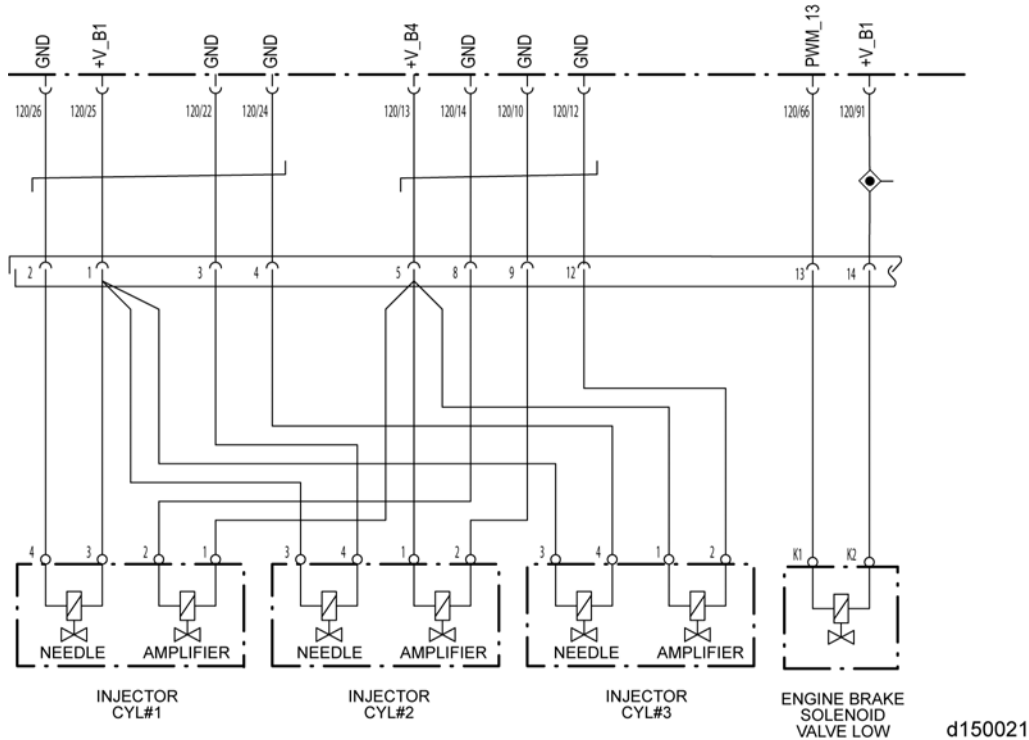 GND
+V_B1
GND
GND
+V_B4
GND
GND
GND
PWM_13
+V_B1
120/26
120/25
120/22
120/24
120/13
120/14
120/10
120/12
120/66
120/91
2
1
3
4
5
8
9
12
13
14
4
3
2
1
3
4
1
2
3
4
1
2
K1
K2
NEEDLE
AMPLIFIER
NEEDLE
AMPLIFIER
NEEDLE
AMPLIFIER
INJECTOR
CYL#1
INJECTOR
CYL#2
INJECTOR
CYL#3
ENGINE BRAKE
SOLENOID
VALVE LOW
d150021